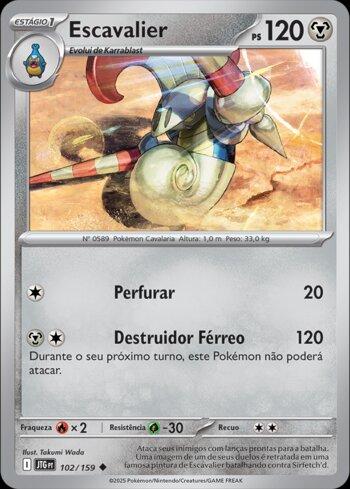 ESTÁGIO 1
Escavalier
PS 120
Evolui de Karrablast
Nº 0589 Pokémon Cavalaria Altura: 1,0 m Peso: 33,0 kg
Perfurar 20
Destruidor Férreo 120
Durante o seu próximo turno, este Pokémon não poderá
atacar.
Fraqueza × 2 Resistência -30 Recuo
Ilust. Takumi Wada
I JTG PT 102/159
Ataca seus inimigos com lanças prontas para a batalha.
Uma imagem de um de seus duelos é retratada em uma
famosa pintura de Escavalier batalhando contra Sirfetch'd.
©2025 Pokémon/Nintendo/Creatures/GAME FREAK